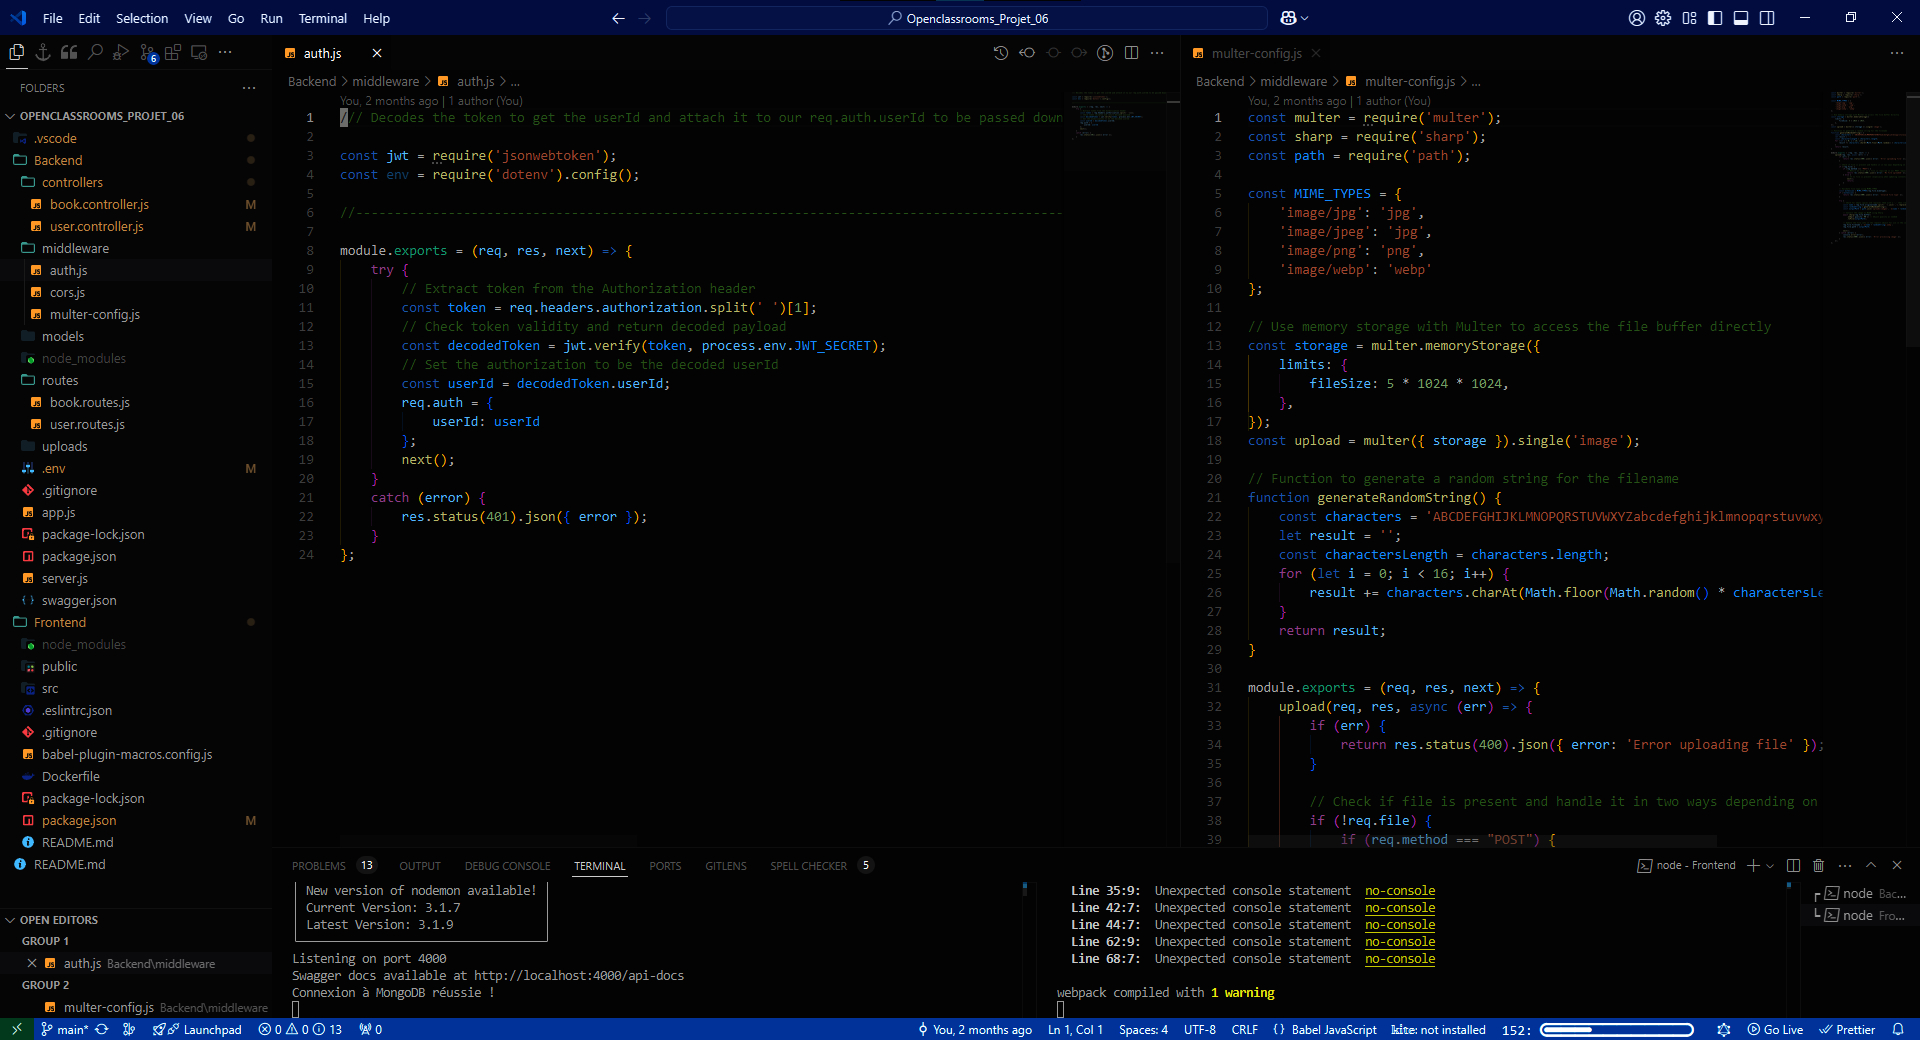 File Edit Selection View Go Run Terminal Help
Openclassrooms_Projet_06
6
FOLDERS
OPENCLASSROOMS_PROJET_06
.vscode
Backend
controllers
book.controller.js M
user.controller.js M
middleware
auth.js
cors.js
multer-config.js
models
node_modules
routes
book.routes.js
user.routes.js
uploads
.env M
.gitignore
app.js
package-lock.json
package.json
server.js
swagger.json
Frontend
node_modules
public
src
.eslintrc.json
.gitignore
babel-plugin-macros.config.js
Dockerfile
package-lock.json
package.json M
README.md
README.md
OPEN EDITORS
GROUP 1
auth.js Backend\middleware
GROUP 2
multer-config.js Backend\middleware
auth.js
Backend > middleware > auth.js > ...
You, 2 months ago | 1 author (You)
1 /// Decodes the token to get the userId and attach it to our req.auth.userId to be passed down
2
3 const jwt = require('jsonwebtoken');
4 const env = require('dotenv').config();
5
6 //--------------------------------------------------------------------------------------------
7
8 module.exports = (req, res, next) => {
9 try {
10 // Extract token from the Authorization header
11 const token = req.headers.authorization.split(' ')[1];
12 // Check token validity and return decoded payload
13 const decodedToken = jwt.verify(token, process.env.JWT_SECRET);
14 // Set the authorization to be the decoded userId
15 const userId = decodedToken.userId;
16 req.auth = {
17 userId: userId
18 };
19 next();
20 }
21 catch (error) {
22 res.status(401).json({ error });
23 }
24 };
multer-config.js
Backend > middleware > multer-config.js > ...
You, 2 months ago | 1 author (You)
1 const multer = require('multer');
2 const sharp = require('sharp');
3 const path = require('path');
4
5 const MIME_TYPES = {
6 'image/jpg': 'jpg',
7 'image/jpeg': 'jpg',
8 'image/png': 'png',
9 'image/webp': 'webp'
10 };
11
12 // Use memory storage with Multer to access the file buffer directly
13 const storage = multer.memoryStorage({
14 limits: {
15 fileSize: 5 * 1024 * 1024,
16 },
17 });
18 const upload = multer({ storage }).single('image');
19
20 // Function to generate a random string for the filename
21 function generateRandomString() {
22 const characters = 'ABCDEFGHIJKLMNOPQRSTUVWXYZabcdefghijklmnopqrstuvwxy
23 let result = '';
24 const charactersLength = characters.length;
25 for (let i = 0; i < 16; i++) {
26 result += characters.charAt(Math.floor(Math.random() * charactersLe
27 }
28 return result;
29 }
30
31 module.exports = (req, res, next) => {
32 upload(req, res, async (err) => {
33 if (err) {
34 return res.status(400).json({ error: 'Error uploading file' });
35 }
36
37 // Check if file is present and handle it in two ways depending on
38 if (!req.file) {
39 if (req.method === "POST") {
PROBLEMS 13 OUTPUT DEBUG CONSOLE TERMINAL PORTS GITLENS SPELL CHECKER 5
node - Frontend
New version of nodemon available!
Current Version: 3.1.7
Latest Version: 3.1.9
Listening on port 4000
Swagger docs available at http://localhost:4000/api-docs
Connexion à MongoDB réussie !
Line 35:9: Unexpected console statement no-console
Line 42:7: Unexpected console statement no-console
Line 44:7: Unexpected console statement no-console
Line 62:9: Unexpected console statement no-console
Line 68:7: Unexpected console statement no-console
webpack compiled with 1 warning
node Bac...
node Fro...
main* Launchpad 0 0 13 0
You, 2 months ago Ln 1, Col 1 Spaces: 4 UTF-8 CRLF {} Babel JavaScript kite: not installed 152: Go Live Prettier